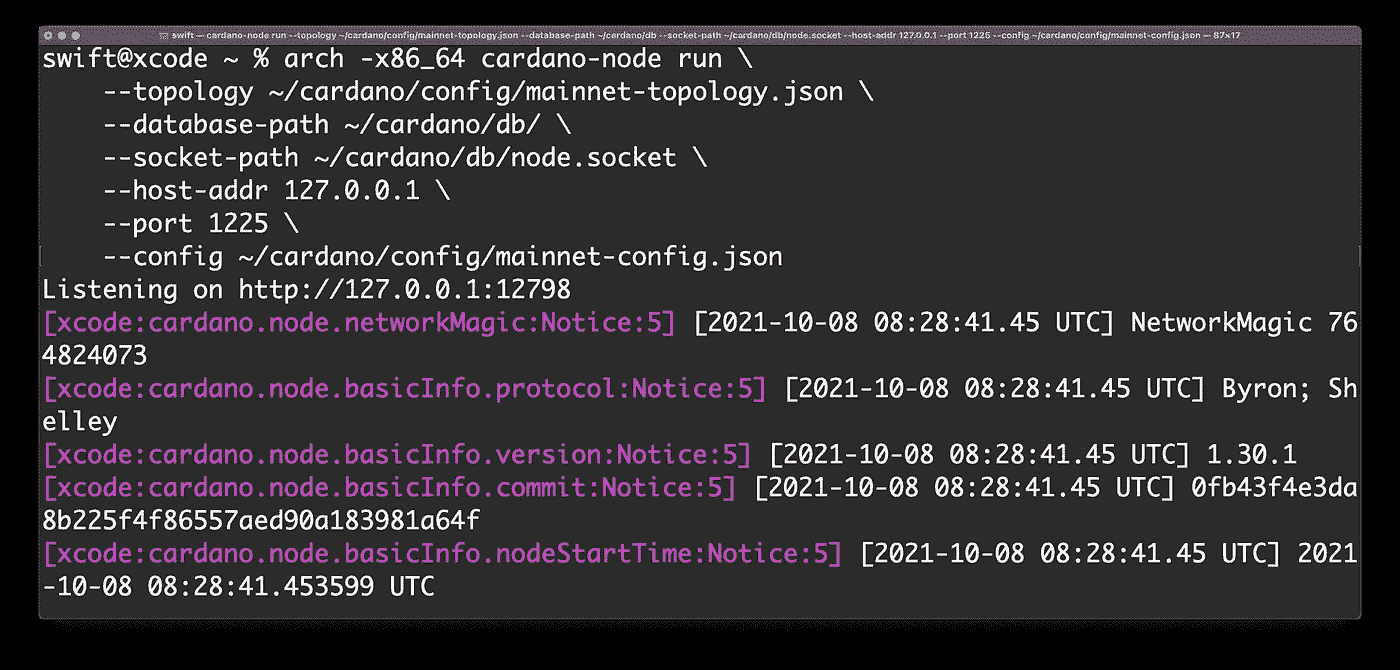 swift — cardano-node run --topology ~/cardano/config/mainnet-topology.json --database-path ~/cardano/db --socket-path ~/cardano/db/node.socket --host-addr 127.0.0.1 --port 1225 --config ~/cardano/config/mainnet-config.json — 87×17
swift@xcode ~ % arch -x86_64 cardano-node run \
--topology ~/cardano/config/mainnet-topology.json \
--database-path ~/cardano/db/ \
--socket-path ~/cardano/db/node.socket \
--host-addr 127.0.0.1 \
--port 1225 \
--config ~/cardano/config/mainnet-config.json
Listening on http://127.0.0.1:12798
[xcode:cardano.node.networkMagic:Notice:5] [2021-10-08 08:28:41.45 UTC] NetworkMagic 76
4824073
[xcode:cardano.node.basicInfo.protocol:Notice:5] [2021-10-08 08:28:41.45 UTC] Byron; Sh
elley
[xcode:cardano.node.basicInfo.version:Notice:5] [2021-10-08 08:28:41.45 UTC] 1.30.1
[xcode:cardano.node.basicInfo.commit:Notice:5] [2021-10-08 08:28:41.45 UTC] 0fb43f4e3da
8b225f4f86557aed90a183981a64f
[xcode:cardano.node.basicInfo.nodeStartTime:Notice:5] [2021-10-08 08:28:41.45 UTC] 2021
-10-08 08:28:41.453599 UTC